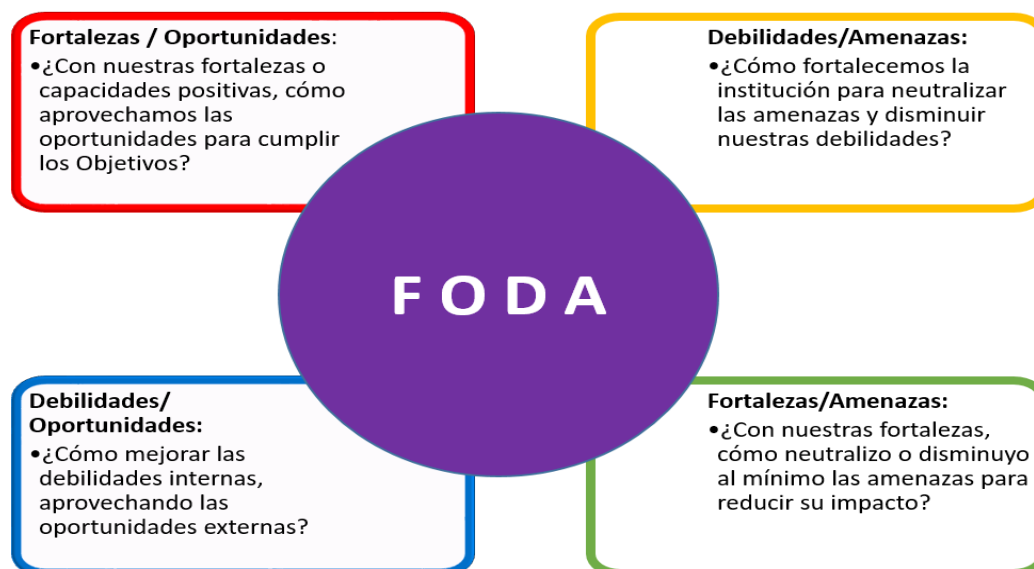 Fortalezas / Oportunidades:
•¿Con nuestras fortalezas o
capacidades positivas, cómo
aprovechamos las
oportunidades para cumplir
los Objetivos?
Debilidades/Amenazas:
•¿Cómo fortalecemos la
institución para neutralizar
las amenazas y disminuir
nuestras debilidades?
F O D A
Debilidades/
Oportunidades:
•¿Cómo mejorar las
debilidades internas,
aprovechando las
oportunidades externas?
Fortalezas/Amenazas:
•¿Con nuestras fortalezas,
cómo neutralizo o disminuyo
al mínimo las amenazas para
reducir su impacto?